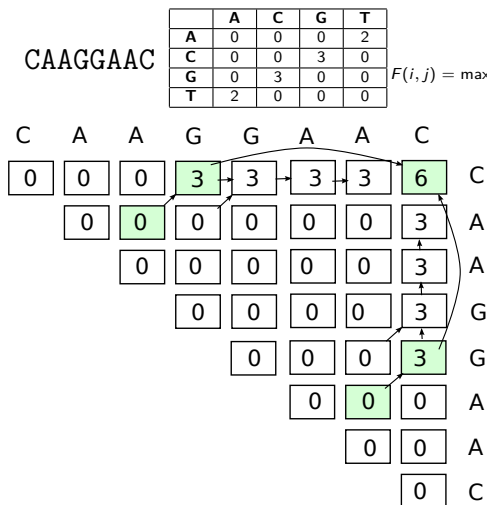 A C G T
A 0 0 0 2
CAAGGAAC
C 0 0 3 0
G 0 3 0 0
F(i, j) = max
T 2 0 0 0
C A A G G A A C
0 0 0 3 3 3 3 6 C
0 0 0 0 0 0 3 A
0 0 0 0 0 3 A
0 0 0 0 3 G
0 0 0 3 G
0 0 0 A
0 0 A
0 C